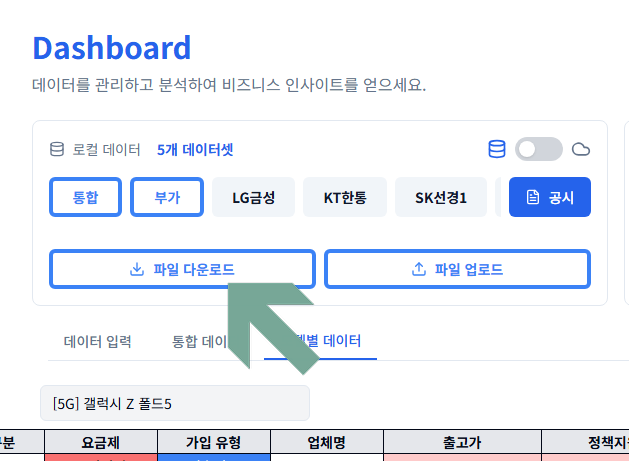 Dashboard
데이터를 관리하고 분석하여 비즈니스 인사이트를 얻으세요.
로컬 데이터 5개 데이터셋
통합 부가 LG금성 KT한통 SK선경1 공시
파일 다운로드 파일 업로드
데이터 입력 통합 데이 별 데이터
[5G] 갤럭시 Z 폴드5
요금제 가입 유형 업체명 출고가 정책지